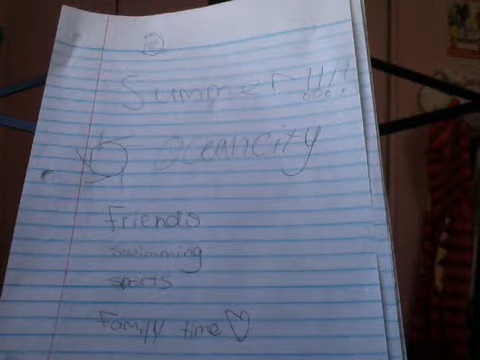 2
Summer!!!!
Oceancity
Friends
swimming
sports
Family time ♡